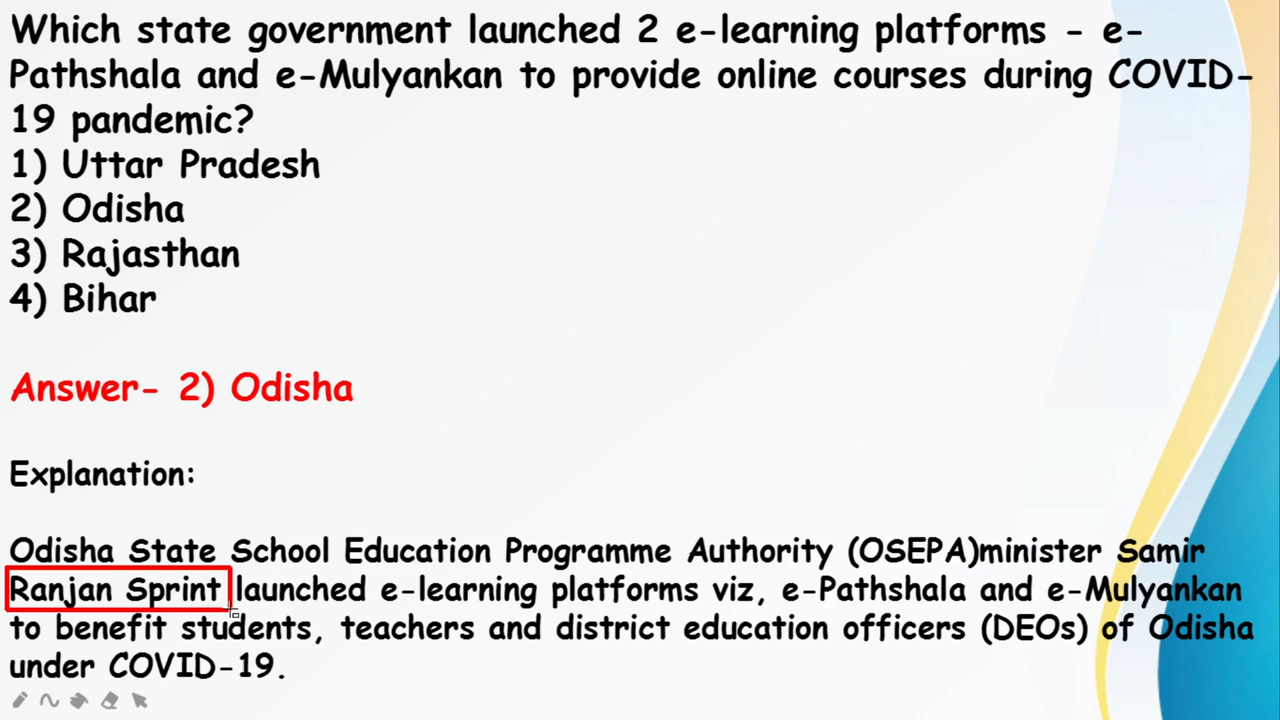 Which state government launched 2 e-learning platforms - e-
Pathshala and e-Mulyankan to provide online courses during COVID-
19 pandemic?
1) Uttar Pradesh
2) Odisha
3) Rajasthan
4) Bihar
Answer- 2) Odisha
Explanation:
Odisha State School Education Programme Authority (OSEPA)minister Samir
Ranjan Sprint launched e-learning platforms viz, e-Pathshala and e-Mulyankan
to benefit students, teachers and district education officers (DEOs) of Odisha
under COVID-19.